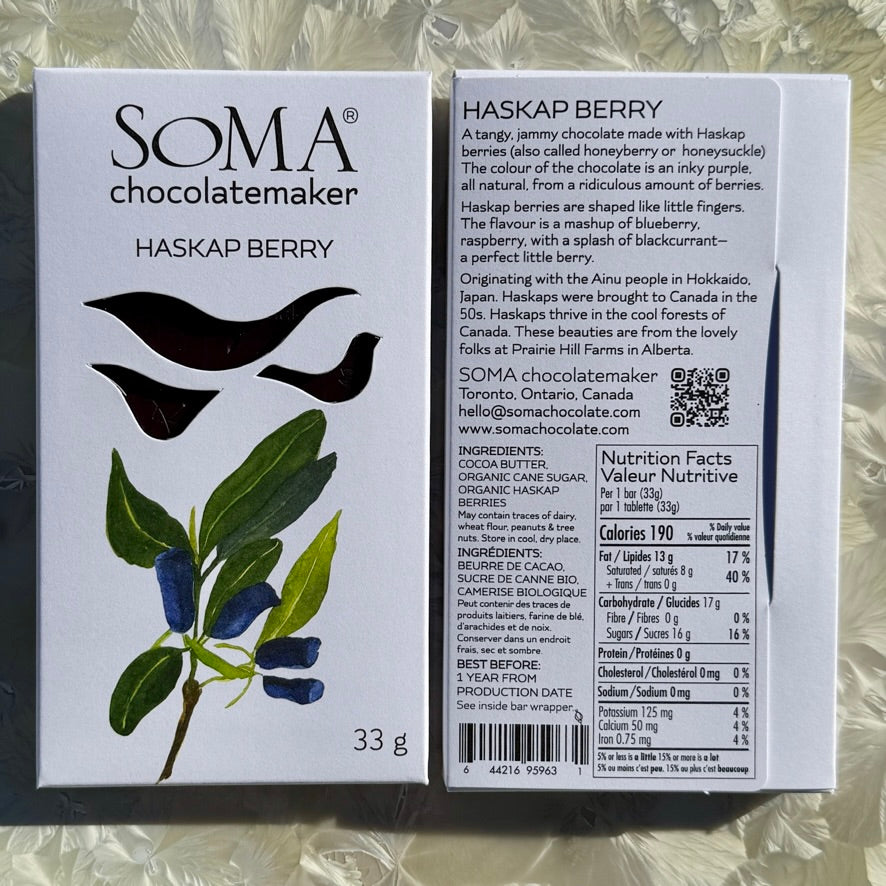 SOMA®
chocolatemaker
HASKAP BERRY
33 g
HASKAP BERRY
A tangy, jammy chocolate made with Haskap
berries (also called honeyberry or honeysuckle)
The colour of the chocolate is an inky purple,
all natural, from a ridiculous amount of berries.
Haskap berries are shaped like little fingers.
The flavour is a mashup of blueberry,
raspberry, with a splash of blackcurrant—
a perfect little berry.
Originating with the Ainu people in Hokkaido,
Japan. Haskaps were brought to Canada in the
50s. Haskaps thrive in the cool forests of
Canada. These beauties are from the lovely
folks at Prairie Hill Farms in Alberta.
SOMA chocolatemaker
Toronto, Ontario, Canada
hello@somachocolate.com
www.somachocolate.com
INGREDIENTS:
COCOA BUTTER,
ORGANIC CANE SUGAR,
ORGANIC HASKAP
BERRIES
May contain traces of dairy,
wheat flour, peanuts & tree
nuts. Store in cool, dry place.
INGRÉDIENTS:
BEURRE DE CACAO,
SUCRE DE CANNE BIO,
CAMERISE BIOLOGIQUE
Peut contenir des traces de
produits laitiers, farine de blé,
d'arachides et de noix.
Conserver dans un endroit
frais, sec et sombre.
BEST BEFORE:
1 YEAR FROM
PRODUCTION DATE
See inside bar wrapper.
6 44216 95963 1
Nutrition Facts
Valeur Nutritive
Per 1 bar (33g)
par 1 tablette (33g)
Calories 190 % Daily value
% valeur quotidienne
Fat / Lipides 13 g 17 %
Saturated / saturés 8 g
+ Trans / trans 0 g 40 %
Carbohydrate / Glucides 17 g
Fibre / Fibres 0 g 0 %
Sugars / Sucres 16 g 16 %
Protein / Protéines 0 g
Cholesterol / Cholestérol 0 mg 0 %
Sodium / Sodium 0 mg 0 %
Potassium 125 mg 4 %
Calcium 50 mg 4 %
Iron 0.75 mg 4 %
5% or less is a little 15% or more is a lot
5% ou moins c'est peu. 15% ou plus c'est beaucoup